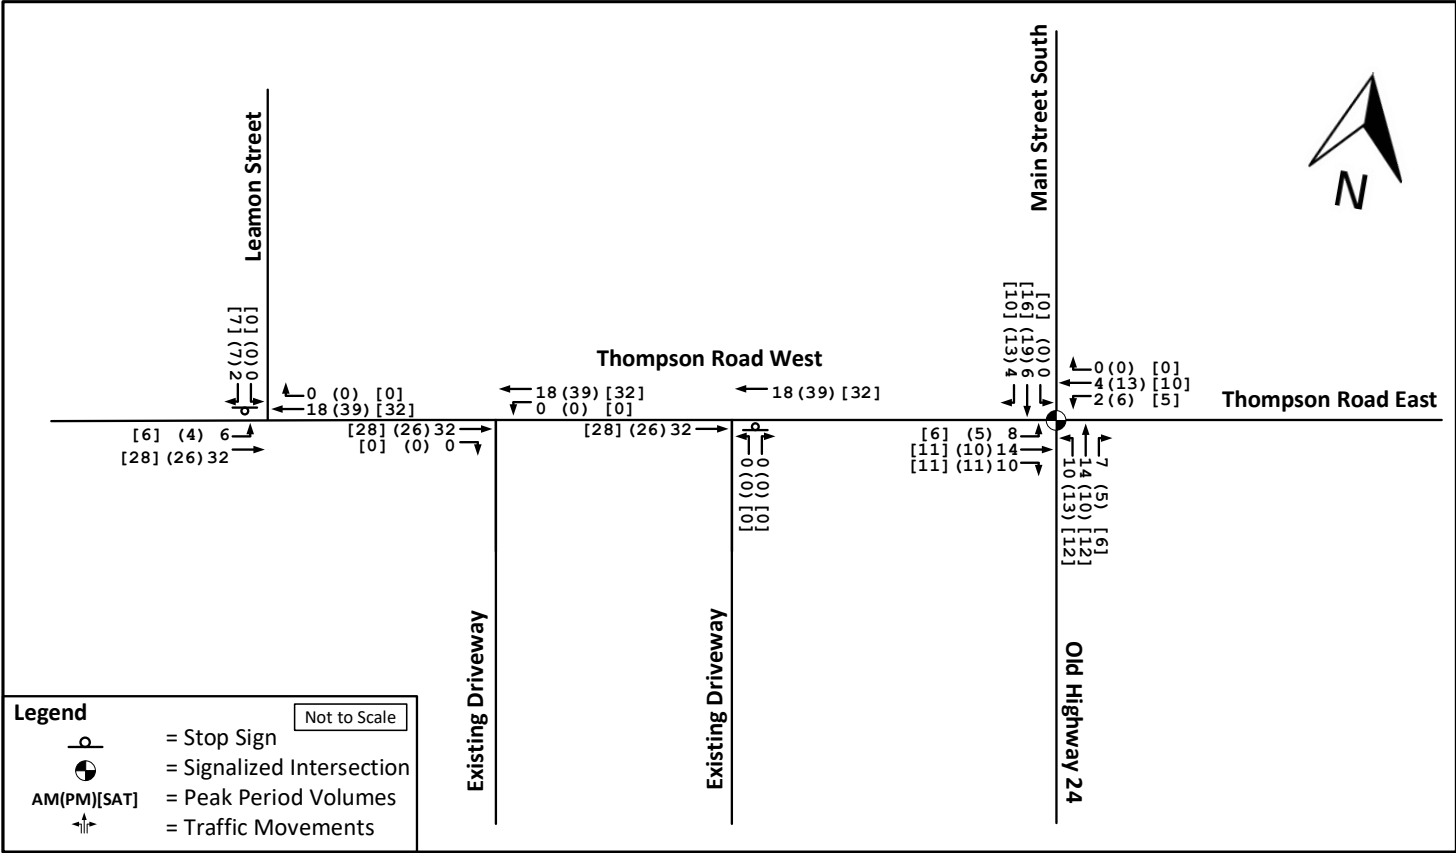 Main Street South
Leamon Street
N
[0] (0) 0
[7] (7) 2
[0] (0) 0
[16] (19) 6
[10] (13) 4
Thompson Road West
0 (0) [0]
18 (39) [32]
18 (39) [32]
0 (0) [0]
18 (39) [32]
0 (0) [0]
4 (13) [10]
2 (6) [5]
Thompson Road East
[6] (4) 6
[28] (26) 32
[28] (26) 32
[0] (0) 0
[28] (26) 32
0 (0) [0]
0 (0) [0]
[6] (5) 8
[11] (10) 14
[11] (11) 10
7 (5) [6]
14 (10) [12]
10 (13) [12]
Existing Driveway
Existing Driveway
Old Highway 24
Legend
Not to Scale
= Stop Sign
= Signalized Intersection
AM(PM)[SAT] = Peak Period Volumes
= Traffic Movements